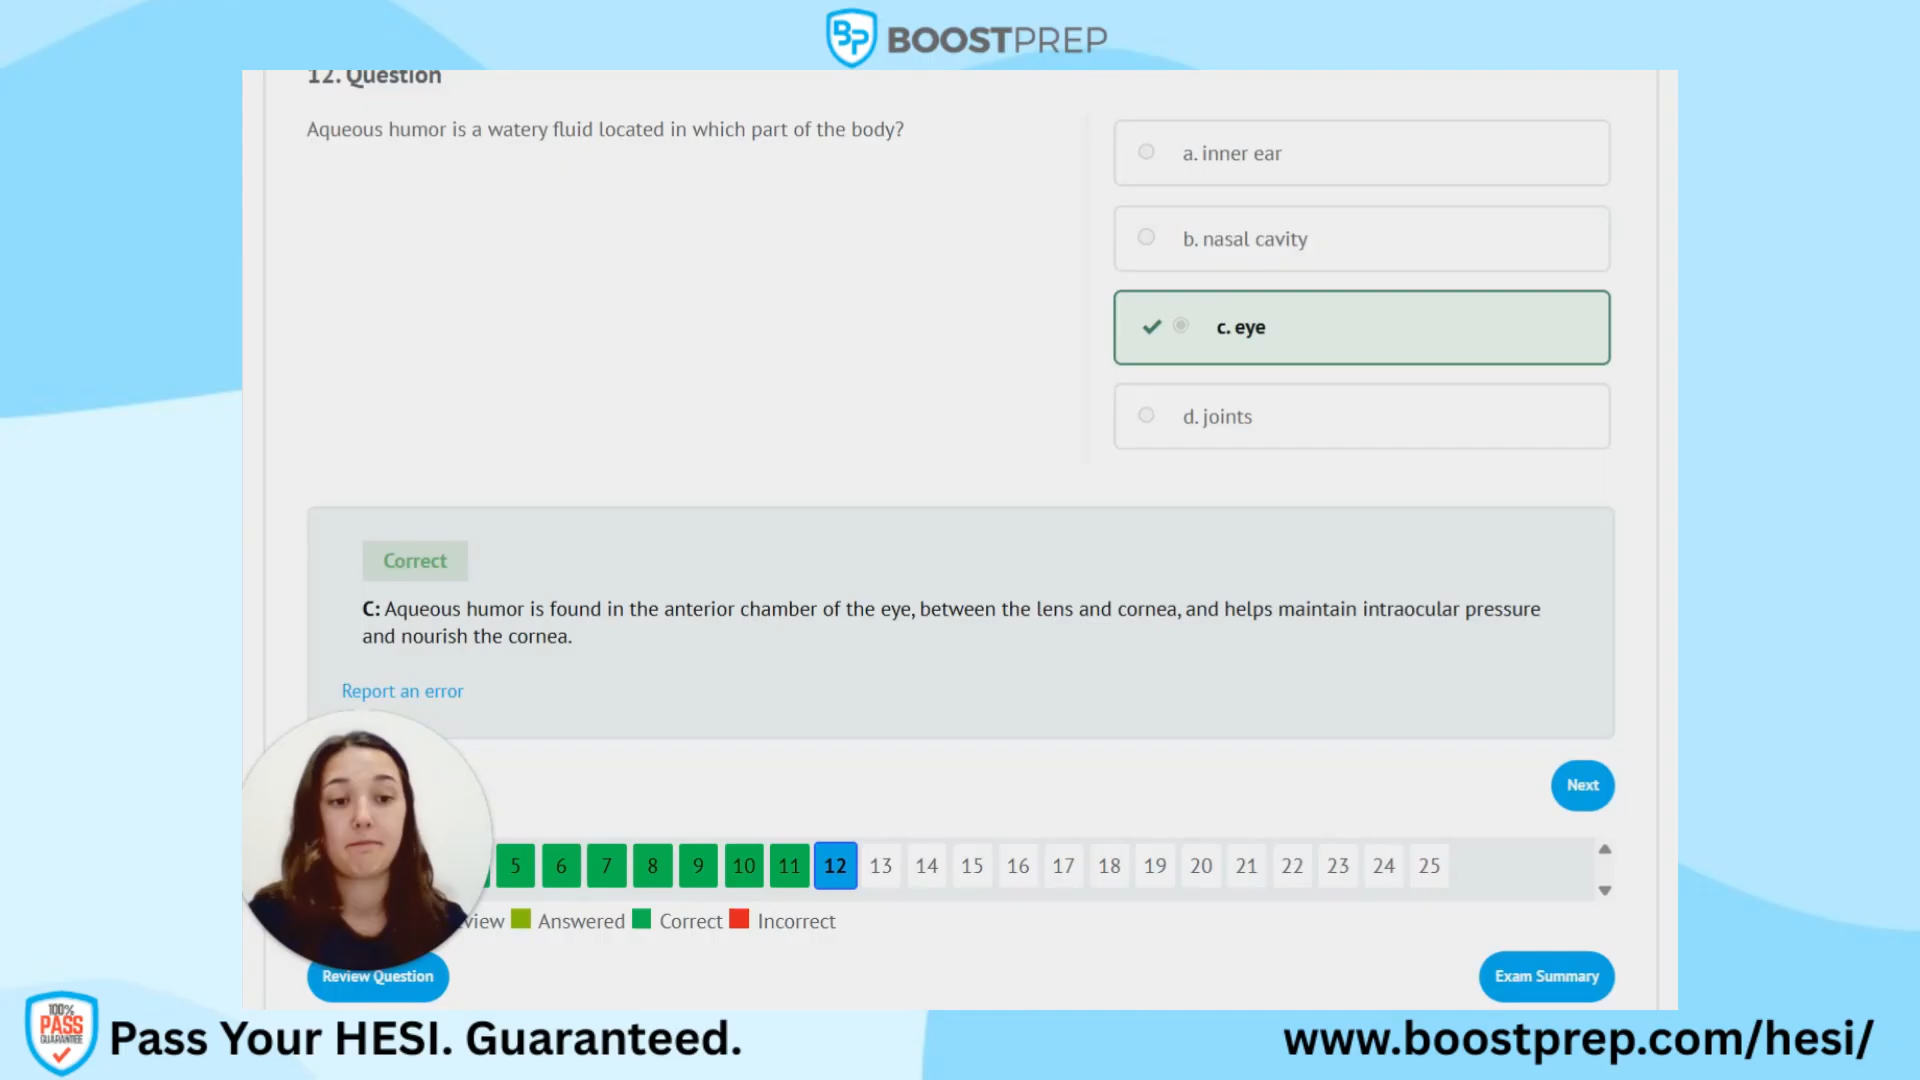 BP BOOSTPREP
12. Question
Aqueous humor is a watery fluid located in which part of the body?
a. inner ear
b. nasal cavity
c. eye
d. joints
Correct
C: Aqueous humor is found in the anterior chamber of the eye, between the lens and cornea, and helps maintain intraocular pressure
and nourish the cornea.
Report an error
Next
5 6 7 8 9 10 11 12 13 14 15 16 17 18 19 20 21 22 23 24 25
view Answered Correct Incorrect
Review Question
Exam Summary
100%
PASS
GUARANTEE
Pass Your HESI. Guaranteed.
www.boostprep.com/hesi/